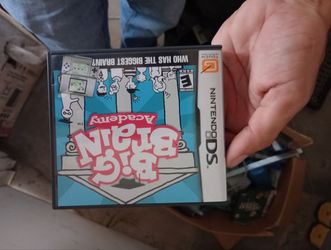 WHO HAS THE BIGGEST BRAIN?
BiG
BRaiN
Academy
NINTENDO DS
E